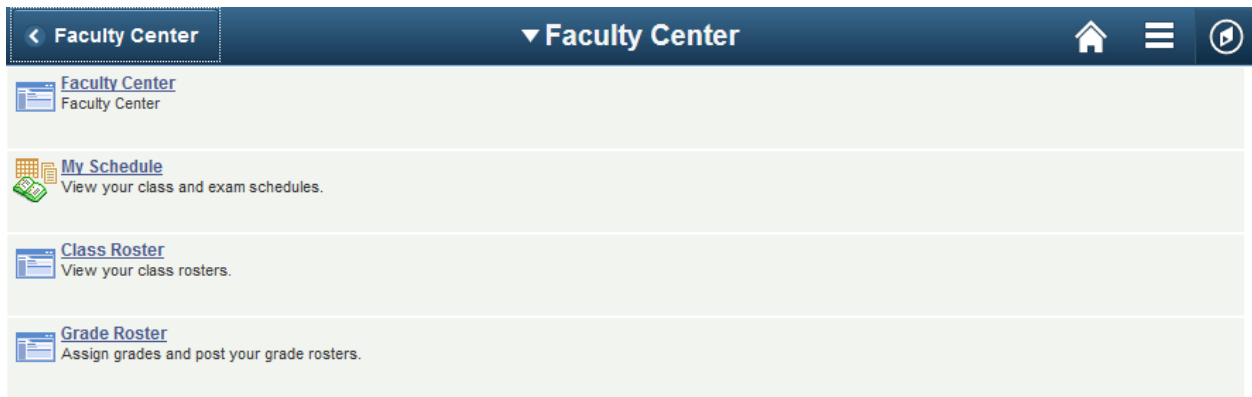 Faculty Center
Faculty Center
Faculty Center
Faculty Center
My Schedule
View your class and exam schedules.
Class Roster
View your class rosters.
Grade Roster
Assign grades and post your grade rosters.